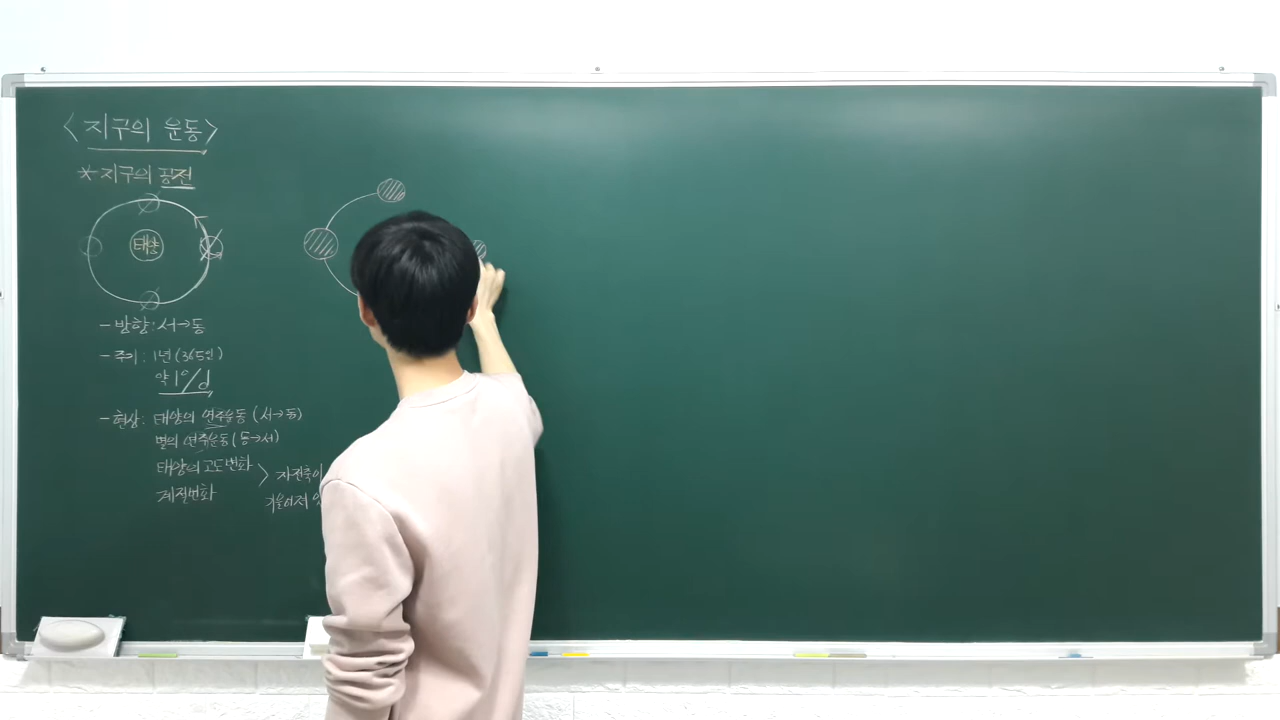 <지구의 운동>
*지구의 공전
태양
- 방향: 서→동
- 주기: 1년(365일)
약 1°/d
- 현상: 태양의 연주운동 (서→동)
별의 연주운동 (동→서)
태양의 고도변화 > 자전축이
계절변화 기울어져